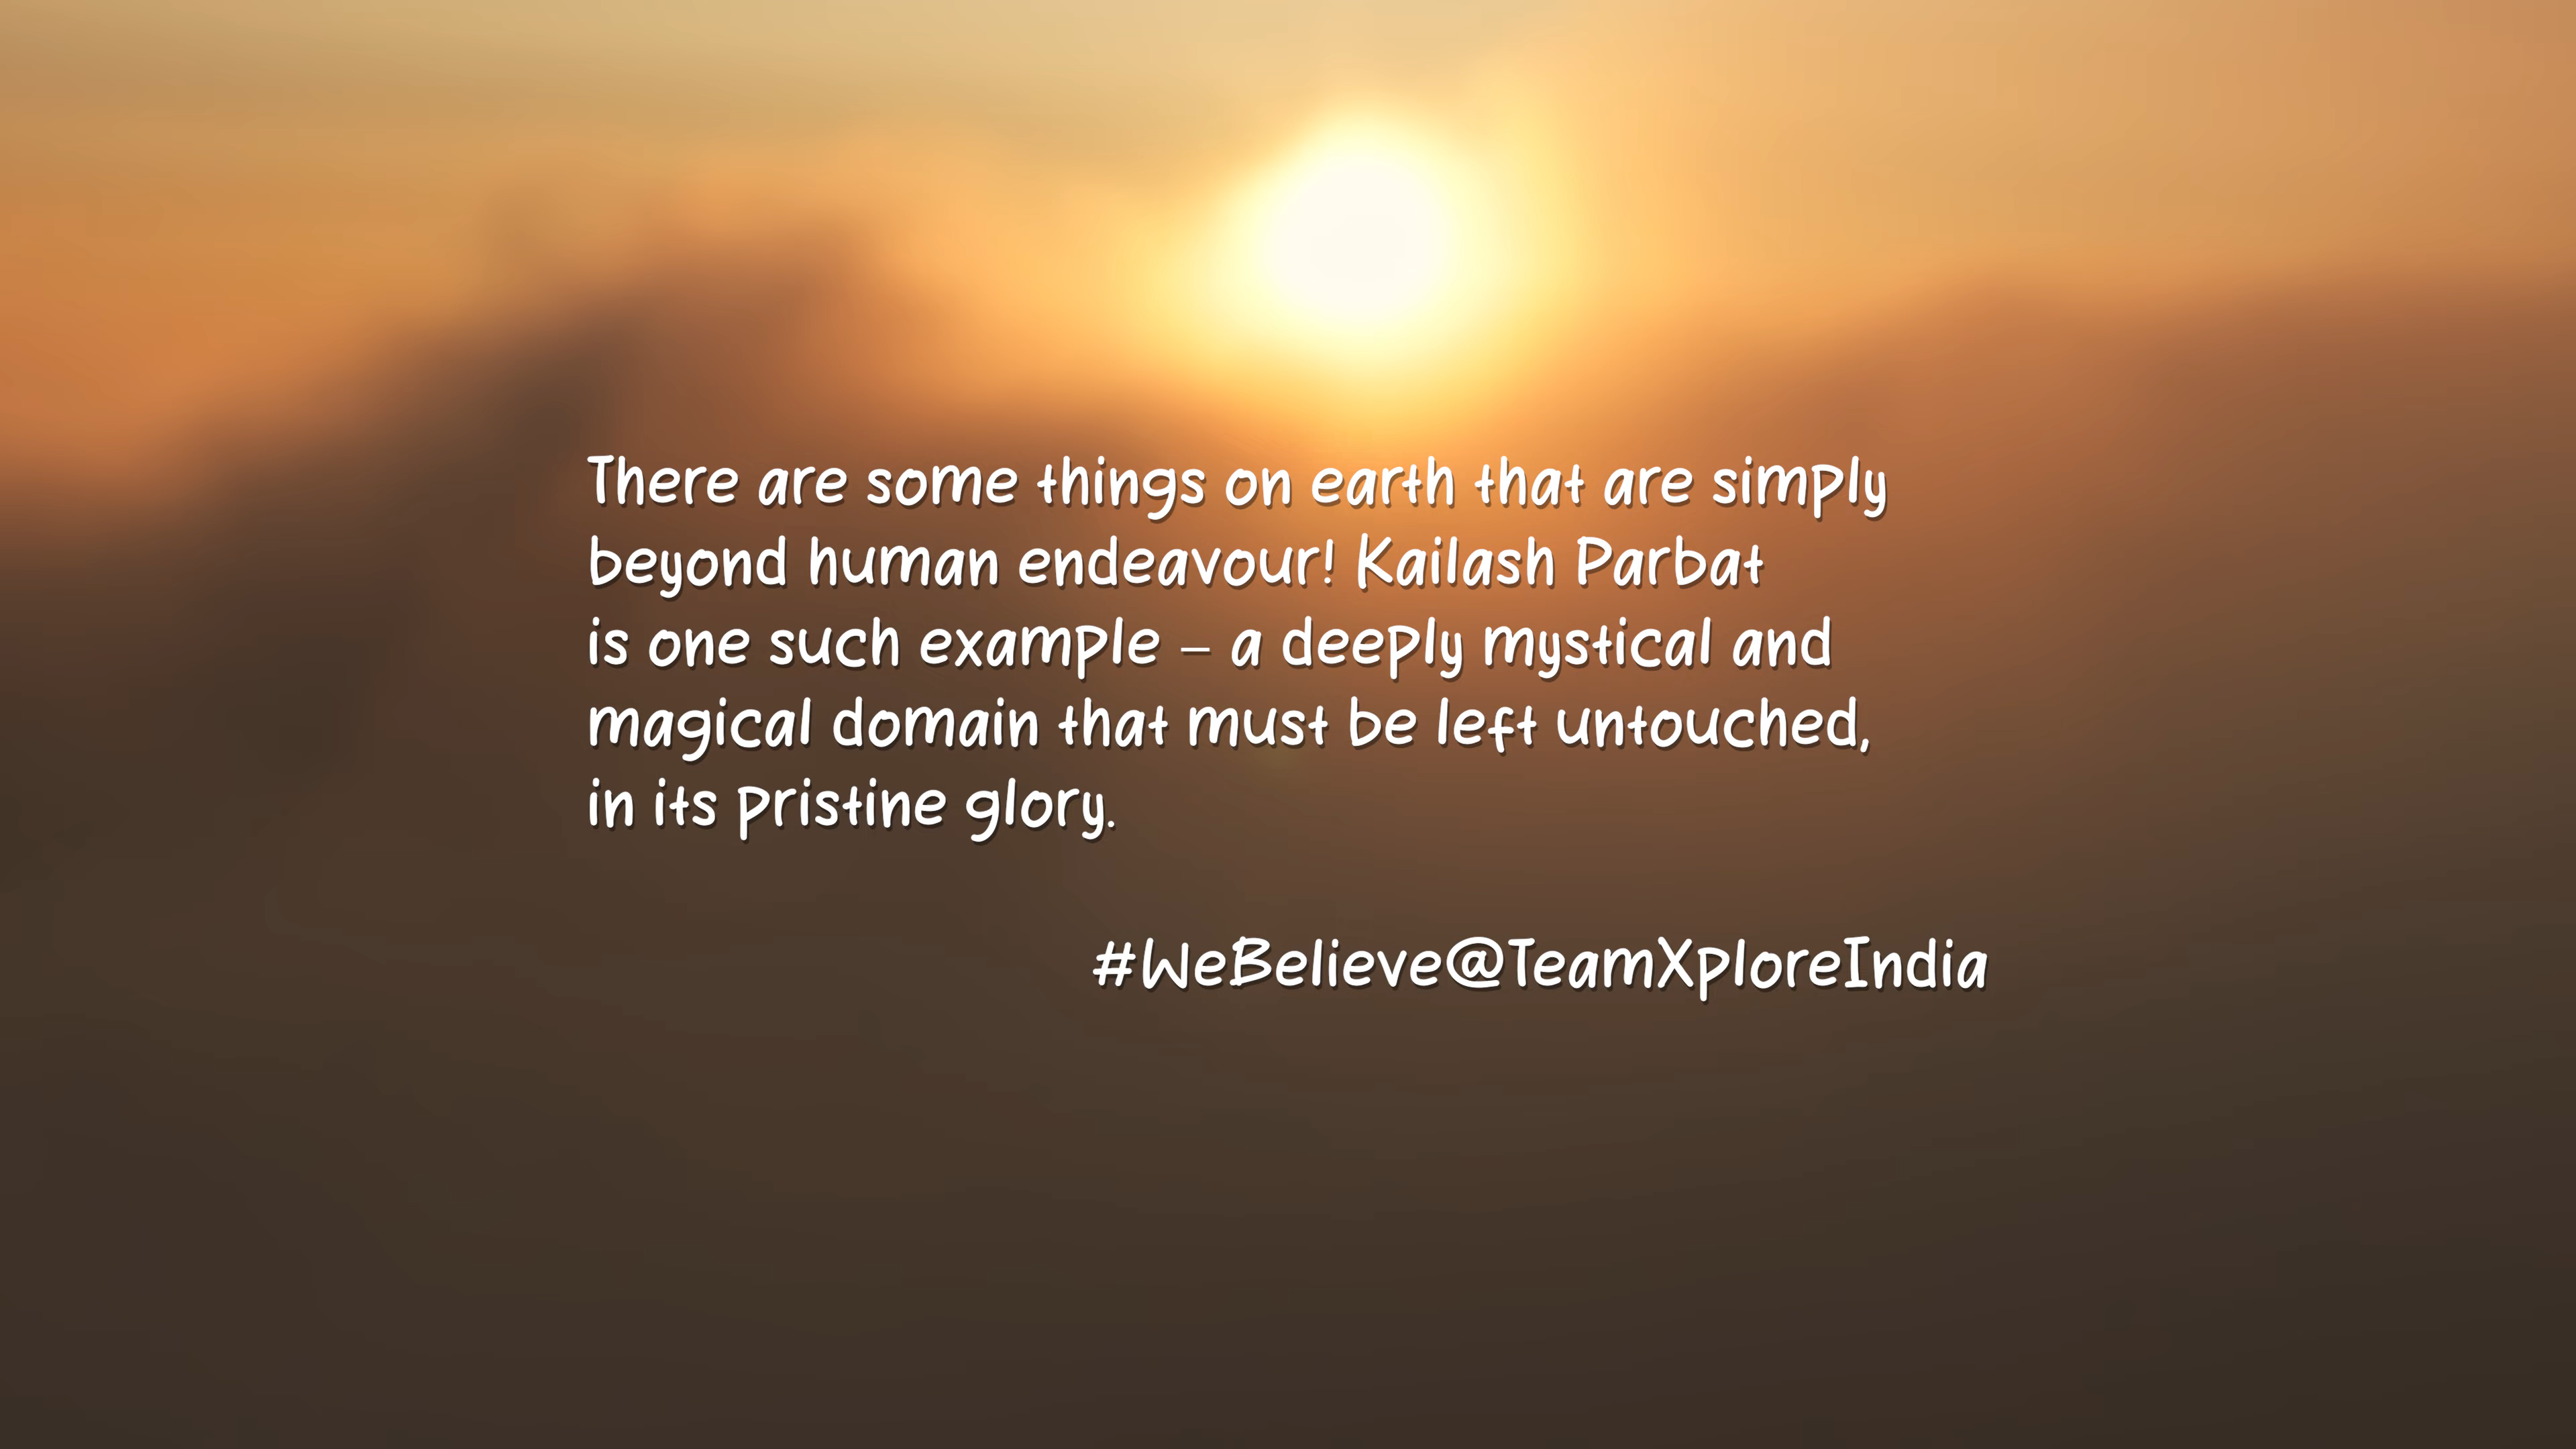 There are some things on earth that are simply
beyond human endeavour! Kailash Parbat
is one such example – a deeply mystical and
magical domain that must be left untouched,
in its pristine glory.
#WeBelieve@TeamXploreIndia